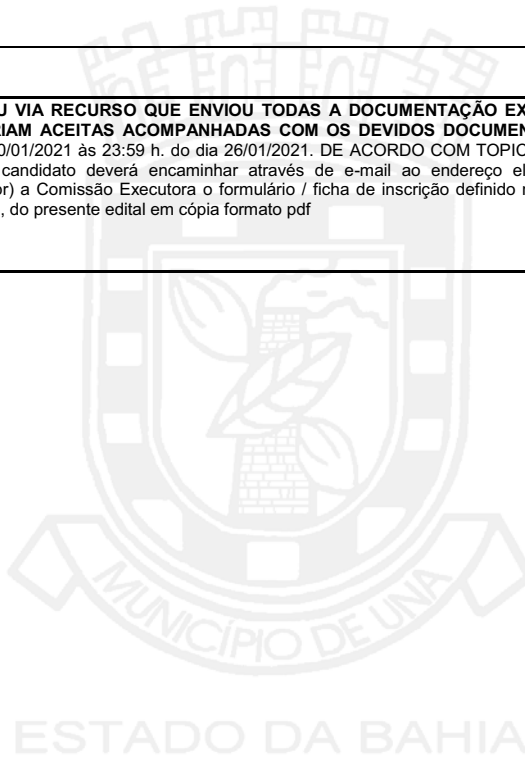 U VIA RECURSO QUE ENVIOU TODAS A DOCUMENTAÇÃO EX
RIAM ACEITAS ACOMPANHADAS COM OS DEVIDOS DOCUMEN
0/01/2021 às 23:59 h. do dia 26/01/2021. DE ACORDO COM TOPIC
candidato deverá encaminhar através de e-mail ao endereço el
or) a Comissão Executora o formulário / ficha de inscrição definido n
, do presente edital em cópia formato pdf
MUNICÍPIO DE UNA
ESTADO DA BAHIA